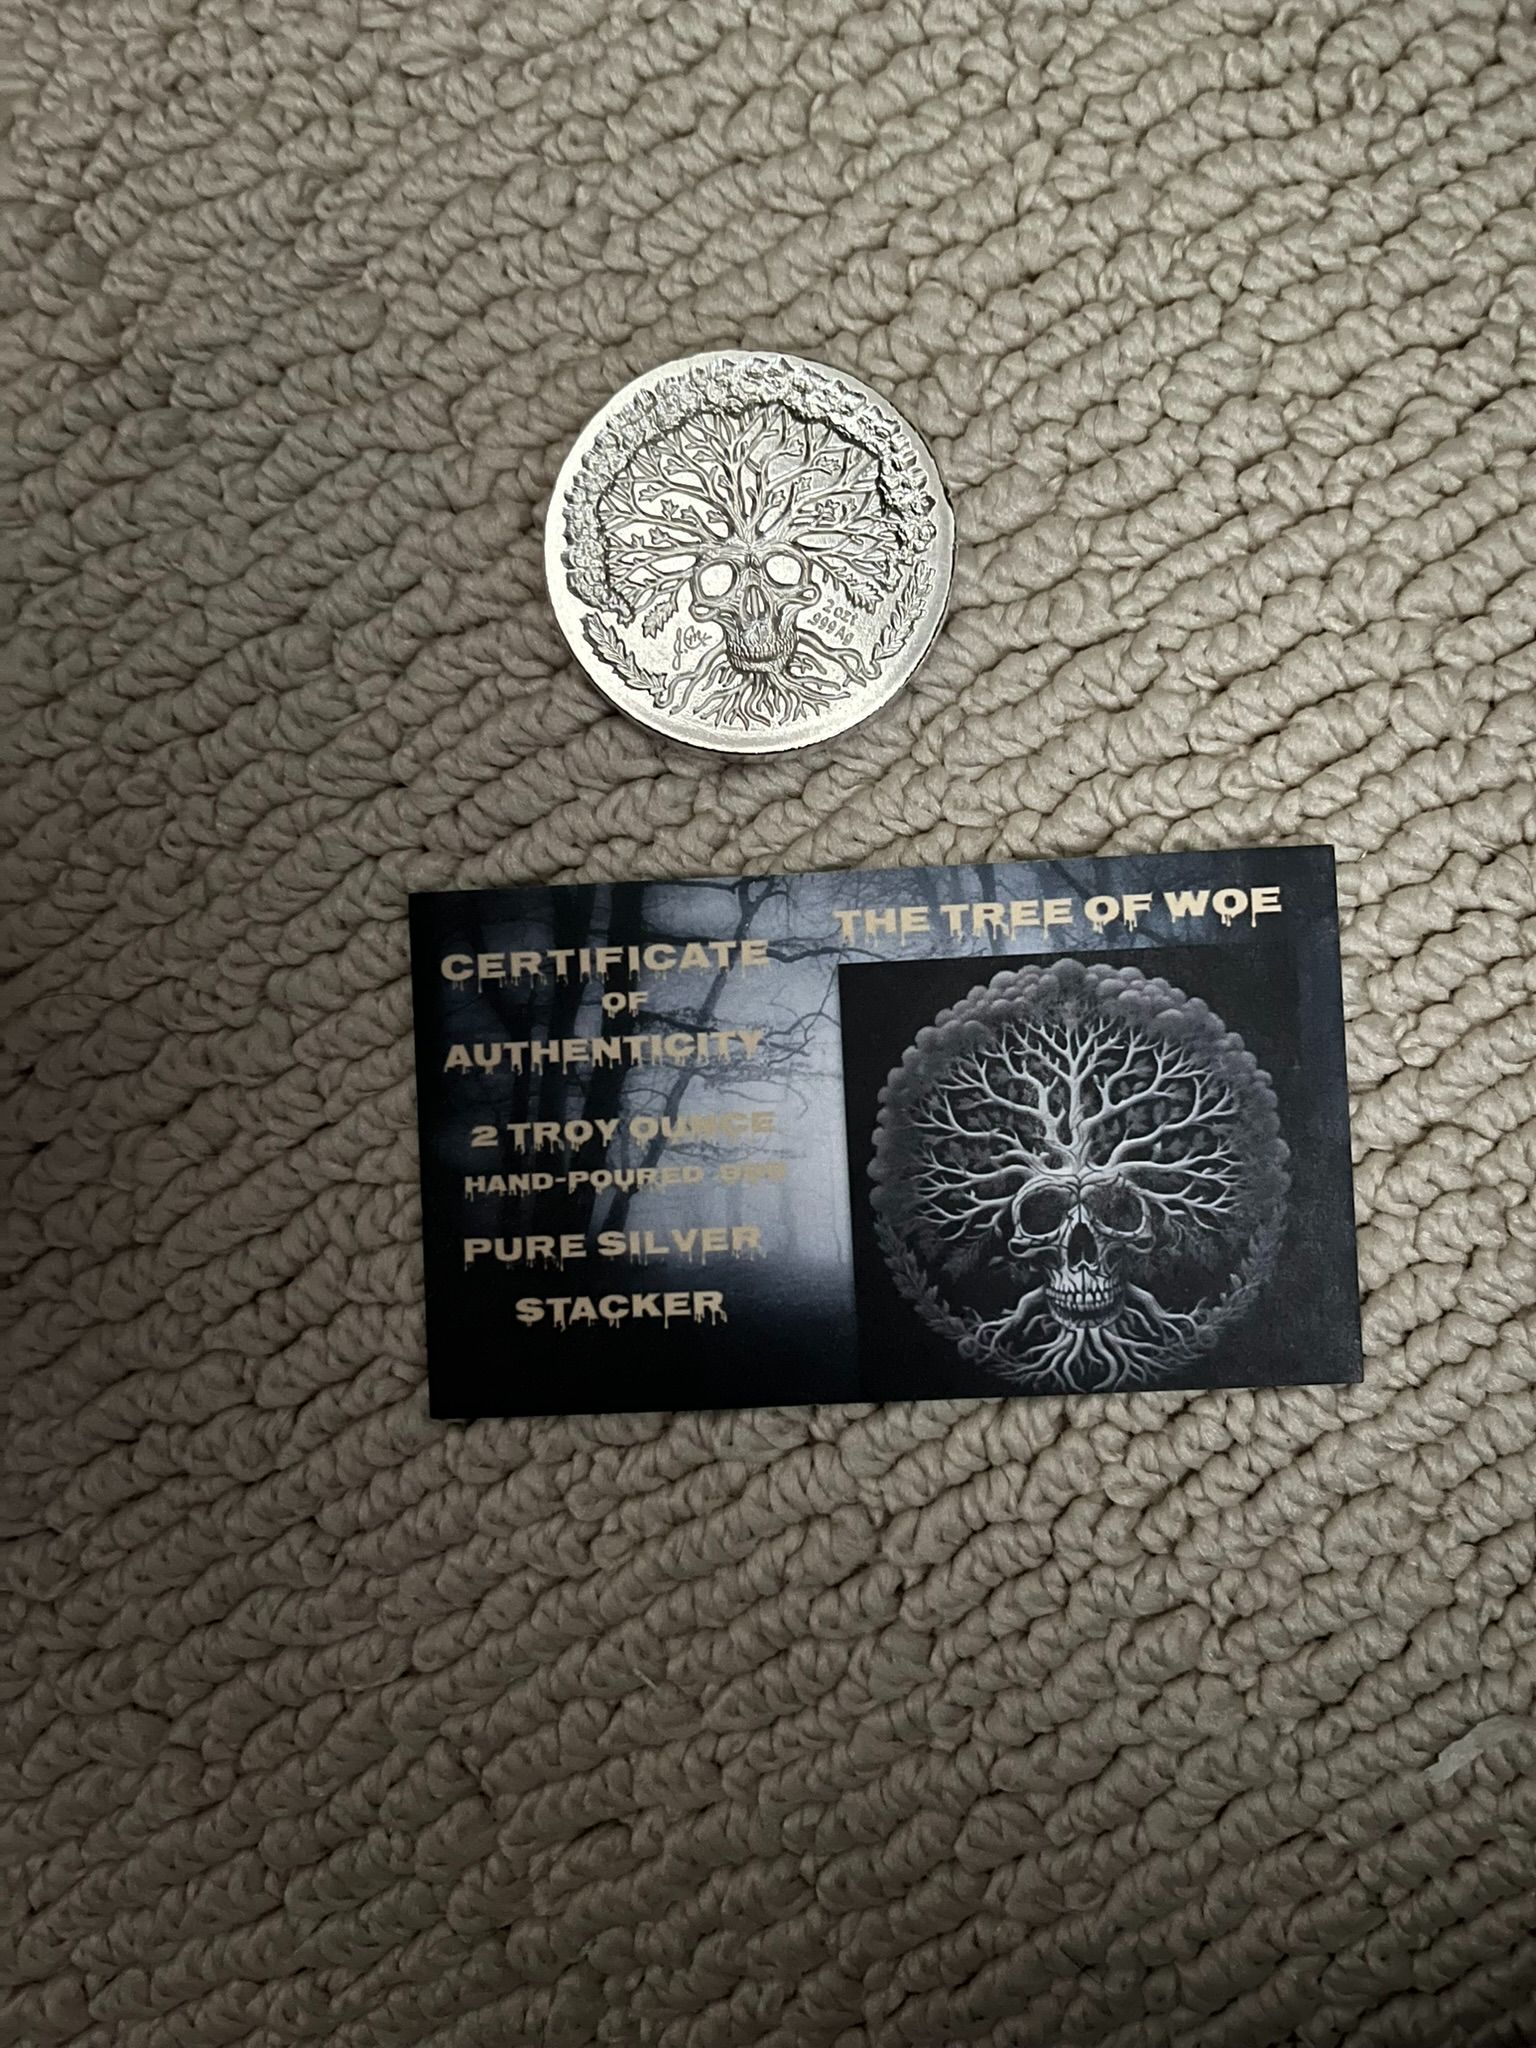 2 ozt
.999 Ag
THE TREE OF WOE
CERTIFICATE
OF
AUTHENTICITY
2 TROY OUNCE
HAND-POURED .999
PURE SILVER
STACKER